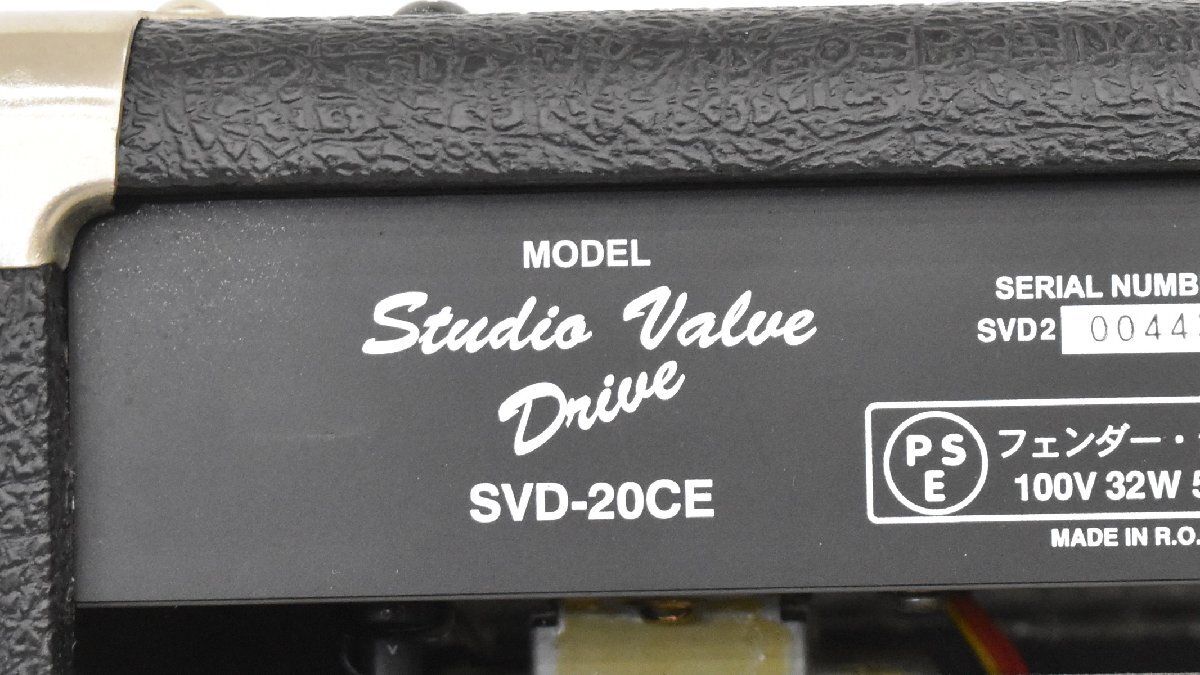 MODEL
Studio Valve
Drive
SVD-20CE
SERIAL NUMB
SVD2 0044
PSE
フェンダー・
100V 32W 5
MADE IN R.O.